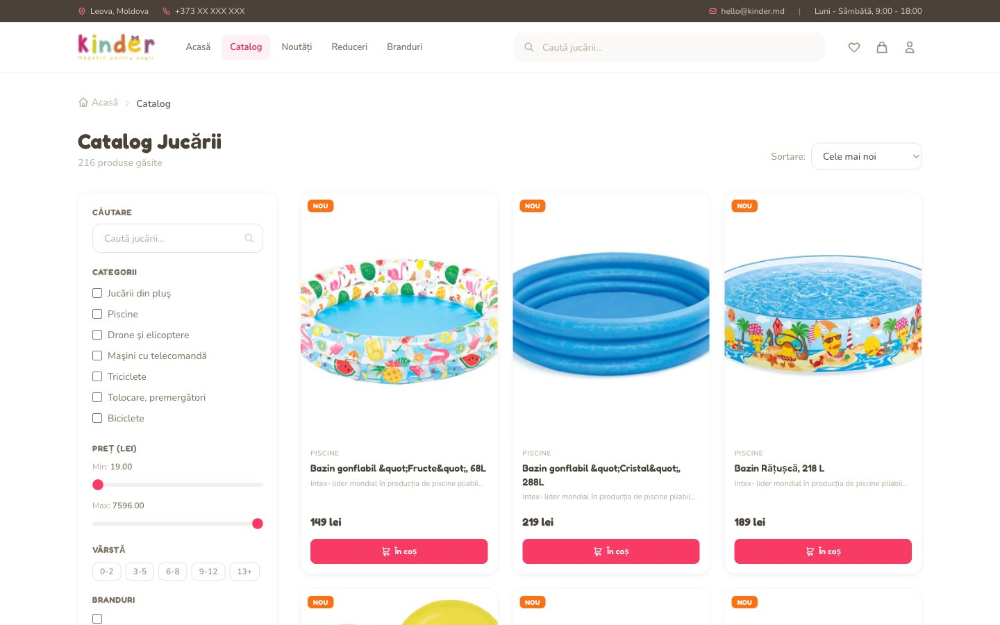 Leova, Moldova
+373 XX XXX XXX
hello@kinder.md | Luni - Sâmbătă, 9:00 - 18:00
kinder
magazin pentru copii
Acasă
Catalog
Noutăți
Reduceri
Branduri
Caută jucării...
Acasă
Catalog
Catalog Jucării
216 produse găsite
Sortare:
Cele mai noi
CĂUTARE
Caută jucării...
CATEGORII
Jucării din pluş
Piscine
Drone şi elicoptere
Maşini cu telecomandă
Triciclete
Tolocare, premergători
Biciclete
PREȚ (LEI)
Min: 19.00
Max: 7596.00
VÂRSTĂ
0-2
3-5
6-8
9-12
13+
BRANDURI
NOU
PISCINE
Bazin gonflabil &quot;Fructe&quot;, 68L
Intex- lider mondial în producția de piscine pliabil...
149 lei
În coș
NOU
PISCINE
Bazin gonflabil &quot;Cristal&quot;,
288L
Intex- lider mondial în producția de piscine pliabil...
219 lei
În coș
NOU
PISCINE
Bazin Rățușcă, 218 L
Intex- lider mondial în producția de piscine pliabil...
189 lei
În coș
NOU
NOU
NOU